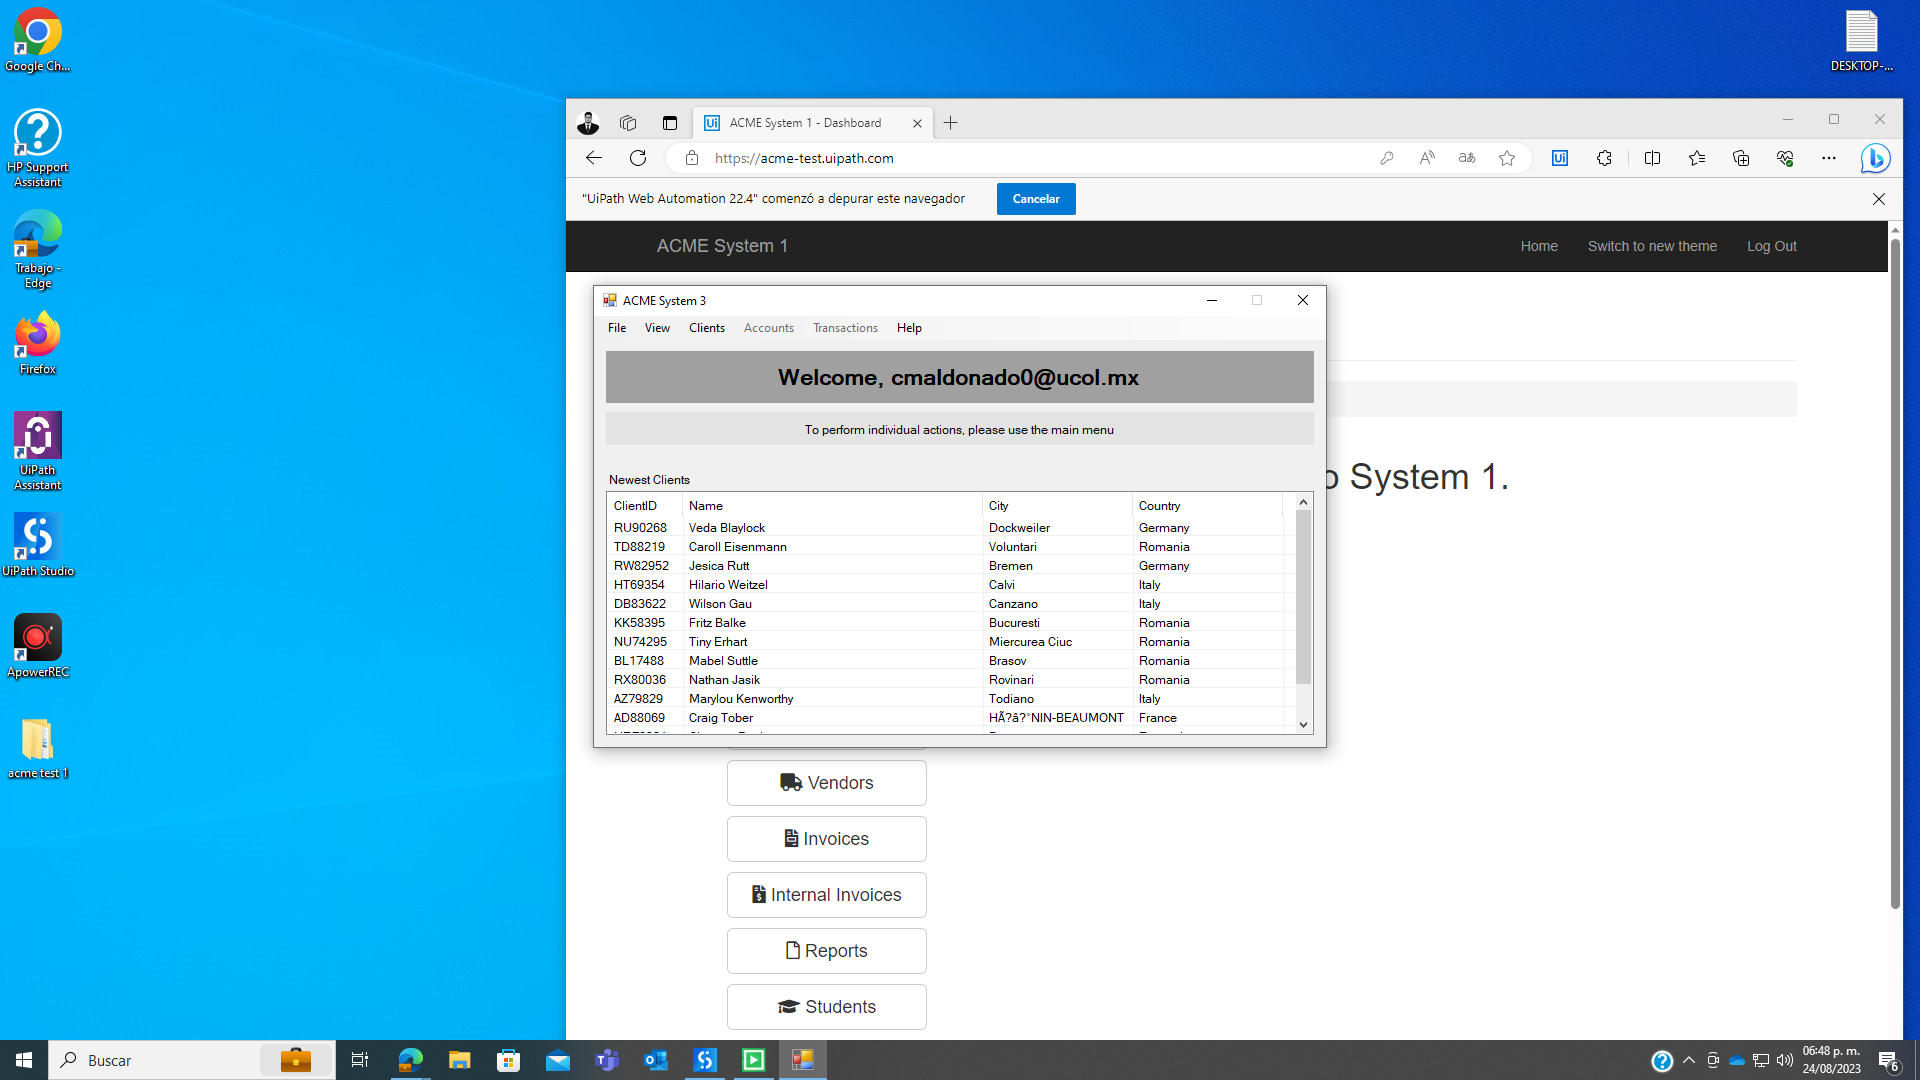 Google Ch...
HP Support
Assistant
Trabajo -
Edge
Firefox
UiPath
Assistant
UiPath Studio
ApowerREC
acme test 1
DESKTOP-...
ACME System 1 - Dashboard
https://acme-test.uipath.com
"UiPath Web Automation 22.4" comenzó a depurar este navegador
Cancelar
ACME System 1
Home
Switch to new theme
Log Out
o System 1.
ACME System 3
File View Clients Accounts Transactions Help
Welcome, cmaldonado0@ucol.mx
To perform individual actions, please use the main menu
Newest Clients
ClientID Name City Country
RU90268 Veda Blaylock Dockweiler Germany
TD88219 Caroll Eisenmann Voluntari Romania
RW82952 Jesica Rutt Bremen Germany
HT69354 Hilario Weitzel Calvi Italy
DB83622 Wilson Gau Canzano Italy
KK58395 Fritz Balke Bucuresti Romania
NU74295 Tiny Erhart Miercurea Ciuc Romania
BL17488 Mabel Suttle Brasov Romania
RX80036 Nathan Jasik Rovinari Romania
AZ79829 Marylou Kenworthy Todiano Italy
AD88069 Craig Tober HÃ?â?°NIN-BEAUMONT France
Vendors
Invoices
Internal Invoices
Reports
Students
Buscar
06:48 p. m.
24/08/2023
6